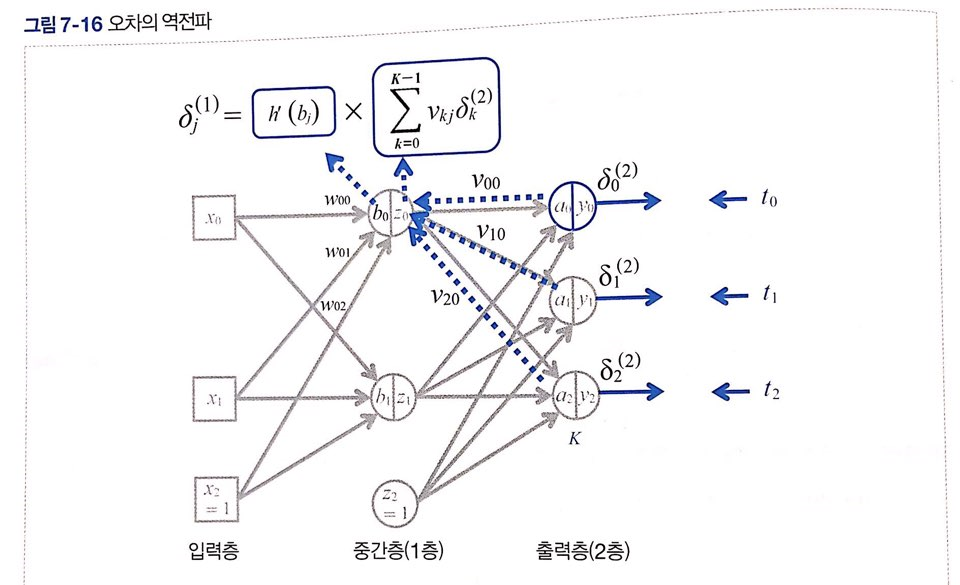 그림 7-16 오차의 역전파
δ_j^(1) = h′(b_j) × ∑_{k=0}^{K−1} v_kj δ_k^(2)
x0 w00 b0 z0 v00 a0 y0 δ0^(2) t0
w01 v10
w02 v20 a1 y1 δ1^(2) t1
x1 b1 z1 a2 y2 δ2^(2) t2
K
x2 = 1 z2 = 1
입력층 중간층(1층) 출력층(2층)